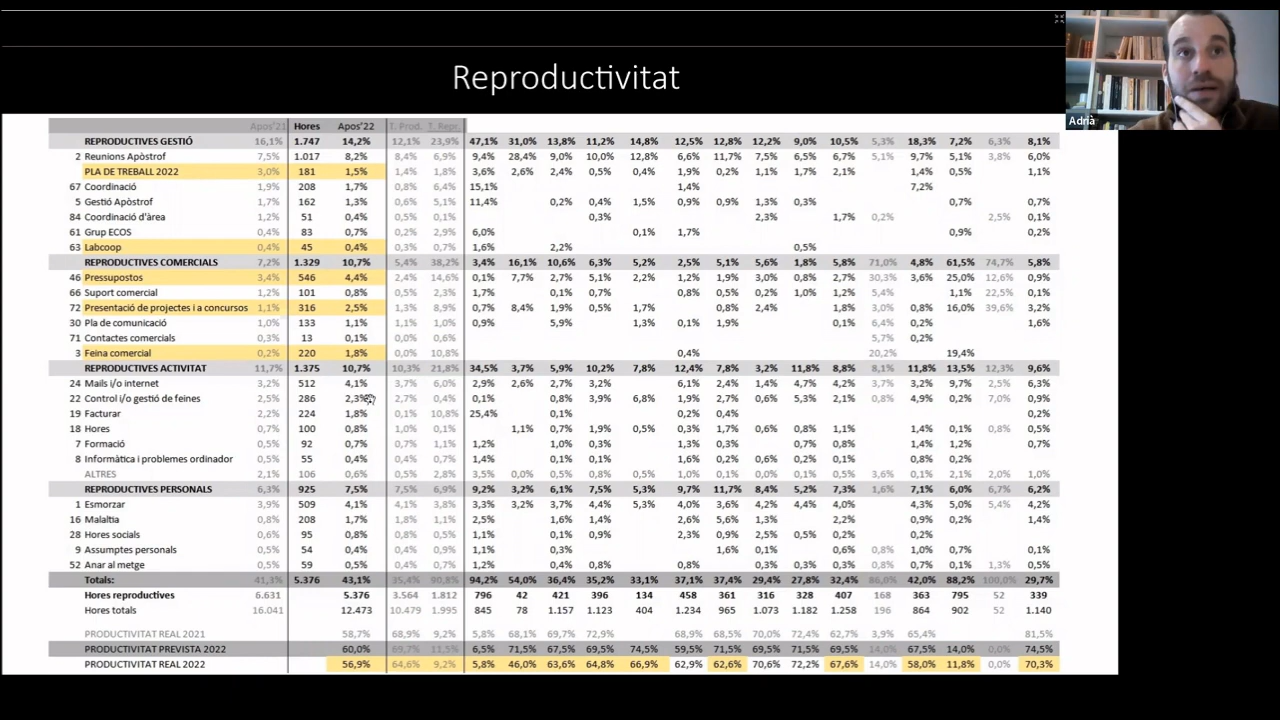 Reproductivitat
Adrià
Apos'21 Hores Apos'22 T. Prod. T. Repr.
REPRODUCTIVES GESTIÓ 16,1% 1.747 14,2% 12,1% 23,9% 47,1% 31,0% 13,8% 11,2% 14,8% 12,5% 12,8% 12,2% 9,0% 10,5% 5,3% 18,3% 7,2% 6,3% 8,1%
2 Reunions Apòstrof 7,5% 1.017 8,2% 8,4% 6,9% 9,4% 28,4% 9,0% 10,0% 12,8% 6,6% 11,7% 7,5% 6,5% 6,7% 5,1% 9,7% 5,1% 3,8% 6,0%
PLA DE TREBALL 2022 3,0% 181 1,5% 1,4% 1,8% 3,6% 2,6% 2,4% 0,5% 0,4% 1,9% 0,2% 1,1% 1,7% 2,1% 1,4% 0,5% 1,1%
67 Coordinació 1,9% 208 1,7% 0,8% 6,4% 15,1% 1,4% 7,2%
5 Gestió Apòstrof 1,7% 162 1,3% 0,6% 5,1% 11,4% 0,2% 0,4% 1,5% 0,9% 0,9% 1,3% 0,3% 0,7% 0,7%
84 Coordinació d'àrea 1,2% 51 0,4% 0,5% 0,1% 0,3% 2,3% 1,7% 0,2% 2,5% 0,1%
61 Grup ECOS 0,4% 83 0,7% 0,2% 2,9% 6,0% 0,1% 1,7% 0,9% 0,2%
63 Labcoop 0,4% 45 0,4% 0,3% 0,7% 1,6% 2,2% 0,5%
REPRODUCTIVES COMERCIALS 7,2% 1.329 10,7% 5,4% 38,2% 3,4% 16,1% 10,6% 6,3% 5,2% 2,5% 5,1% 5,6% 1,8% 5,8% 71,0% 4,8% 61,5% 74,7% 5,8%
46 Pressupostos 3,4% 546 4,4% 2,4% 14,6% 0,1% 7,7% 2,7% 5,1% 2,2% 1,2% 1,9% 3,0% 0,8% 2,7% 30,3% 3,6% 25,0% 12,6% 0,9%
66 Suport comercial 1,2% 101 0,8% 0,5% 2,3% 1,7% 0,1% 0,7% 0,8% 0,5% 0,2% 1,0% 1,2% 5,4% 1,1% 22,5% 0,1%
72 Presentació de projectes i a concursos 1,1% 316 2,5% 1,3% 8,9% 0,7% 8,4% 1,9% 0,5% 1,7% 0,8% 2,4% 1,8% 3,0% 0,8% 16,0% 39,6% 3,2%
30 Pla de comunicació 1,0% 133 1,1% 1,1% 1,0% 0,9% 5,9% 1,3% 0,1% 1,9% 0,1% 6,4% 0,2% 1,6%
71 Contactes comercials 0,3% 13 0,1% 0,0% 0,6% 5,7% 0,2%
3 Feina comercial 0,2% 220 1,8% 0,0% 10,8% 0,4% 20,2% 19,4%
REPRODUCTIVES ACTIVITAT 11,7% 1.375 10,7% 10,3% 21,8% 34,5% 3,7% 5,9% 10,2% 7,8% 12,4% 7,8% 3,2% 11,8% 8,8% 8,1% 11,8% 13,5% 12,3% 9,6%
24 Mails i/o internet 3,2% 512 4,1% 3,7% 6,0% 2,9% 2,6% 2,7% 3,2% 6,1% 2,4% 1,4% 4,7% 4,2% 3,7% 3,2% 9,7% 2,5% 6,3%
22 Control i/o gestió de feines 2,5% 286 2,3% 2,7% 0,4% 0,1% 0,8% 3,9% 6,8% 1,9% 2,7% 0,6% 5,3% 2,1% 0,8% 4,9% 0,2% 7,0% 0,9%
19 Facturar 2,2% 224 1,8% 0,1% 10,8% 25,4% 0,1% 0,2% 0,4% 0,2%
18 Hores 0,7% 100 0,8% 1,0% 0,1% 1,1% 0,7% 1,9% 0,5% 0,3% 1,7% 0,6% 0,8% 1,1% 1,4% 0,1% 0,8% 0,5%
7 Formació 0,5% 92 0,7% 0,7% 1,1% 1,2% 1,0% 0,3% 1,3% 0,3% 0,7% 0,8% 1,4% 1,2% 0,7%
8 Informàtica i problemes ordinador 0,5% 55 0,4% 0,4% 0,7% 1,4% 0,1% 0,1% 1,6% 0,2% 0,6% 0,2% 0,1% 0,8% 0,2%
ALTRES 2,1% 106 0,6% 0,5% 2,8% 3,5% 0,0% 0,5% 0,8% 0,5% 1,0% 0,1% 0,0% 0,1% 0,5% 3,6% 0,1% 2,1% 2,0% 1,0%
REPRODUCTIVES PERSONALS 6,3% 925 7,5% 7,5% 6,9% 9,2% 3,2% 6,1% 7,5% 5,3% 9,7% 11,7% 8,4% 5,2% 7,3% 1,6% 7,1% 6,0% 6,7% 6,2%
1 Esmorzar 3,9% 509 4,1% 4,1% 3,8% 3,3% 3,2% 3,7% 4,4% 5,3% 4,0% 3,6% 4,2% 4,4% 4,0% 4,3% 5,0% 5,4% 4,2%
16 Malaltia 0,8% 208 1,7% 1,8% 1,1% 2,5% 1,6% 1,4% 2,6% 5,6% 1,3% 2,2% 0,9% 0,2% 1,4%
28 Hores socials 0,6% 95 0,8% 0,8% 0,5% 1,1% 0,1% 0,9% 2,3% 0,9% 2,5% 0,2% 0,2%
9 Assumptes personals 0,5% 54 0,4% 0,4% 0,9% 1,1% 0,3% 1,6% 0,1% 0,6% 0,8% 1,0% 0,7% 0,1%
52 Anar al metge 0,5% 59 0,5% 0,4% 0,7% 1,2% 0,4% 0,8% 0,8% 0,3% 0,3% 0,3% 0,8% 0,7% 0,1% 1,3% 0,5%
Totals: 41,3% 5.376 43,1% 35,4% 90,8% 94,2% 54,0% 36,4% 35,2% 33,1% 37,1% 37,4% 29,4% 27,8% 32,4% 86,0% 42,0% 88,2% 100,0% 29,7%
Hores reproductives 6.631 5.376 3.564 1.812 796 42 421 396 134 458 361 316 328 407 168 363 795 52 339
Hores totals 16.041 12.473 10.479 1.995 845 78 1.157 1.123 404 1.234 965 1.073 1.182 1.258 196 864 902 52 1.140
PRODUCTIVITAT REAL 2021 58,7% 68,9% 9,2% 5,8% 68,1% 69,7% 72,9% 68,9% 68,5% 70,0% 72,4% 62,7% 3,9% 65,4% 81,5%
PRODUCTIVITAT PREVISTA 2022 60,0% 69,7% 11,5% 6,5% 71,5% 67,5% 69,5% 74,5% 59,5% 71,5% 69,5% 71,5% 69,5% 14,0% 67,5% 14,0% 0,0% 74,5%
PRODUCTIVITAT REAL 2022 56,9% 64,6% 9,2% 5,8% 46,0% 63,6% 64,8% 66,9% 62,9% 62,6% 70,6% 72,2% 67,6% 14,0% 58,0% 11,8% 0,0% 70,3%